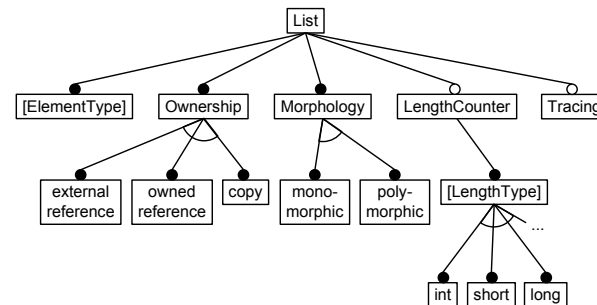 List
[ElementType]
Ownership
Morphology
LengthCounter
Tracing
external
reference
owned
reference
copy
mono-
morphic
poly-
morphic
[LengthType]
...
int
short
long